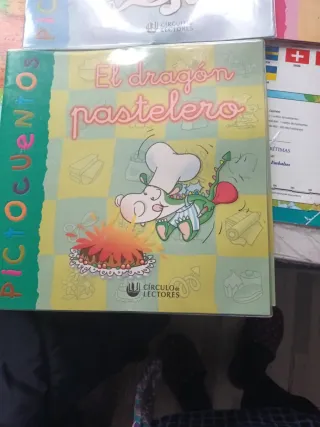 CÍRCULO de
LECTORES
PICTOCUENTOS
El dragón
pastelero
CÍRCULO de
LECTORES